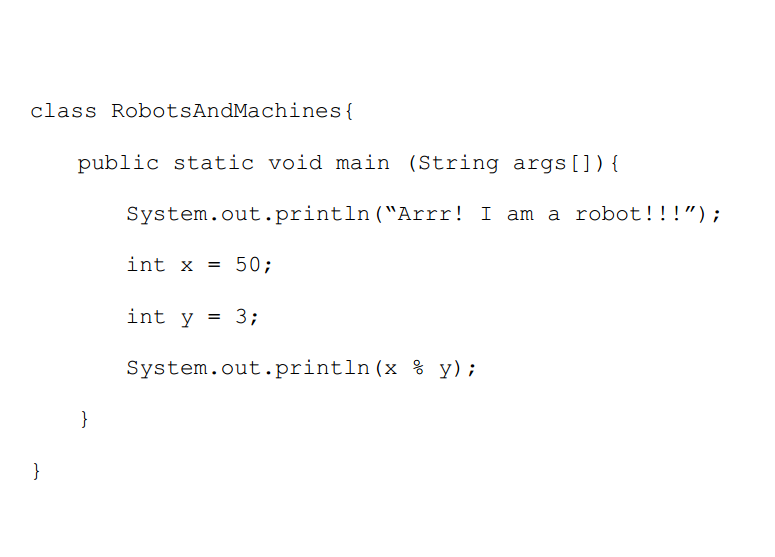 class RobotsAndMachines{
public static void main (String args[]){
System.out.println(“Arrr! I am a robot!!!”);
int x = 50;
int y = 3;
System.out.println(x % y);
}
}